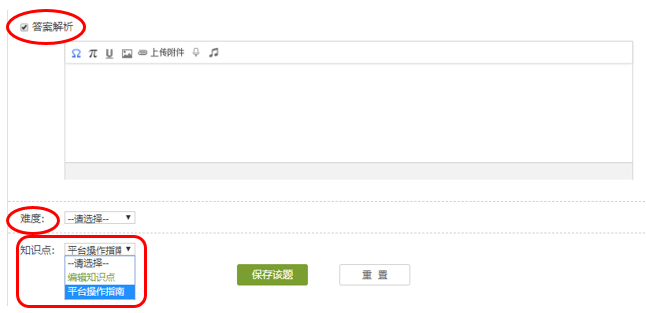 答案解析
Ω π U 上传附件
难度: --请选择--
知识点: 平台操作指南
--请选择--
编辑知识点
平台操作指南
保存该题 重 置